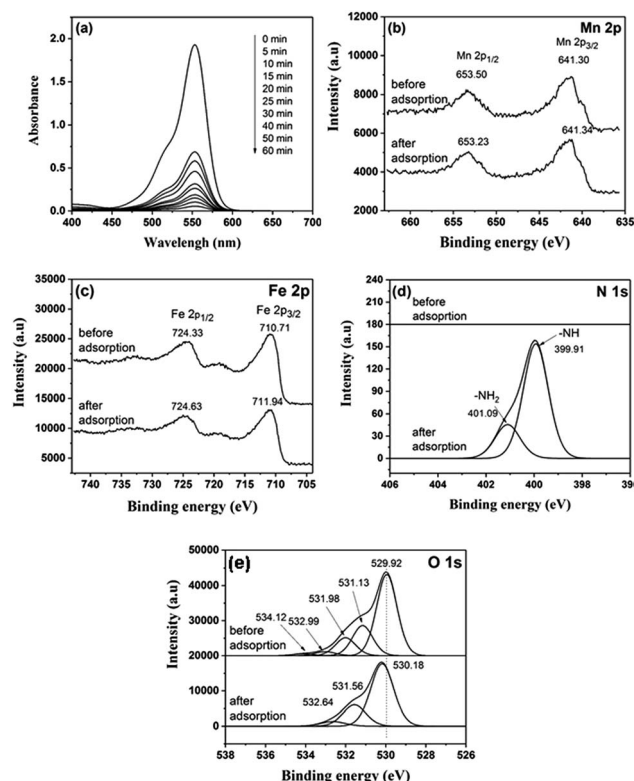 (a)
0 min
5 min
10 min
15 min
20 min
25 min
30 min
40 min
50 min
60 min
2.0
1.5
1.0
0.5
0.0
400 450 500 550 600 650 700
Absorbance
Wavelengh (nm)
(b) Mn 2p
Mn 2p1/2 Mn 2p3/2
653.50 641.30
before
adsoprtion
653.23 641.34
after
adsorption
12000
10000
8000
6000
4000
2000
660 655 650 645 640 635
Intensity (a.u)
Binding energy (eV)
(c) Fe 2p
Fe 2p1/2 Fe 2p3/2
before
adsorption
724.33 710.71
after
adsorption
724.63 711.94
35000
30000
25000
20000
15000
10000
5000
740 735 730 725 720 715 710 705
Intensity (a.u)
Binding energy (eV)
(d) N 1s
before
adsoprtion
-NH
399.91
-NH2
401.09
after
adsorption
240
210
180
150
120
90
60
30
0
406 404 402 400 398 396
Intensity (a.u)
Binding energy (eV)
(e) O 1s
529.92
531.13
531.98
532.99
534.12
before
adsoprtion
530.18
531.56
532.64
after
adsorption
50000
40000
30000
20000
20000
10000
0
538 536 534 532 530 528 526
Intensity (a.u)
Binding energy (eV)